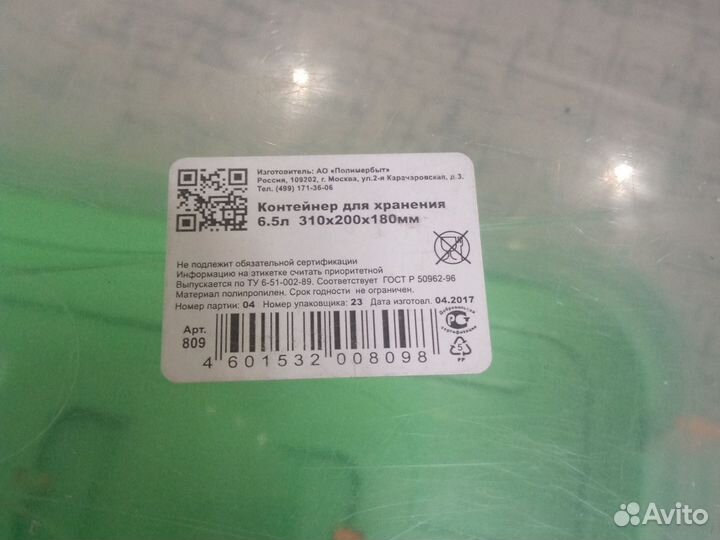 Изготовитель: АО «Полимербыт»
Россия, 109202, г. Москва, ул.2-я Карачаровская, д.3.
Тел. (499) 171-36-06
Контейнер для хранения
6.5л 310х200х180мм
Не подлежит обязательной сертификации
Информацию на этикетке считать приоритетной
Выпускается по ТУ 6-51-002-89. Соответствует ГОСТ Р 50962-96
Материал полипропилен. Срок годности не ограничен.
Номер партии: 04 Номер упаковщика: 23 Дата изготовл. 04.2017
Арт.
809
4 601532 008098
Добровольная
сертификация
5
PP
Avito